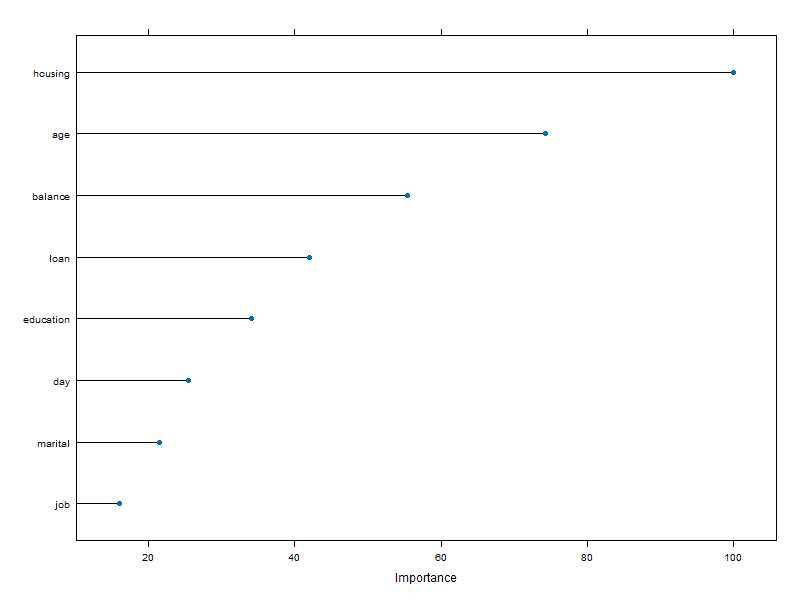 housing
age
balance
loan
education
day
marital
job
20 40 60 80 100
Importance